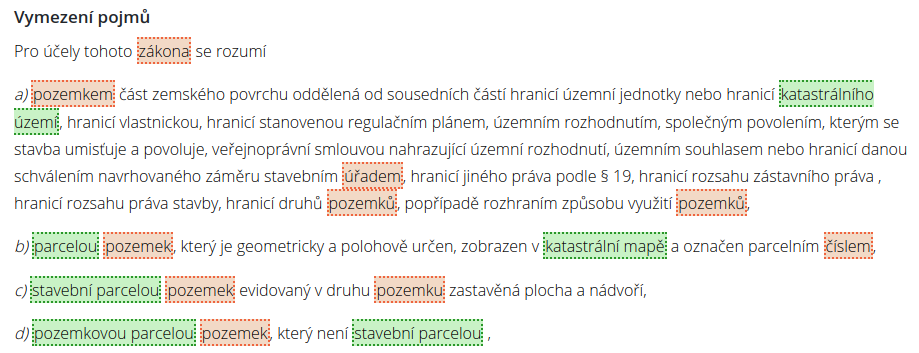 Vymezení pojmů
Pro účely tohoto zákona se rozumí
a) pozemkem část zemského povrchu oddělená od sousedních částí hranicí územní jednotky nebo hranicí katastrálního
území, hranicí vlastnickou, hranicí stanovenou regulačním plánem, územním rozhodnutím, společným povolením, kterým se
stavba umisťuje a povoluje, veřejnoprávní smlouvou nahrazující územní rozhodnutí, územním souhlasem nebo hranicí danou
schválením navrhovaného záměru stavebním úřadem, hranicí jiného práva podle § 19, hranicí rozsahu zástavního práva ,
hranicí rozsahu práva stavby, hranicí druhů pozemků, popřípadě rozhraním způsobu využití pozemků,
b) parcelou pozemek, který je geometricky a polohově určen, zobrazen v katastrální mapě a označen parcelním číslem,
c) stavební parcelou pozemek evidovaný v druhu pozemku zastavěná plocha a nádvoří,
d) pozemkovou parcelou pozemek, který není stavební parcelou ,